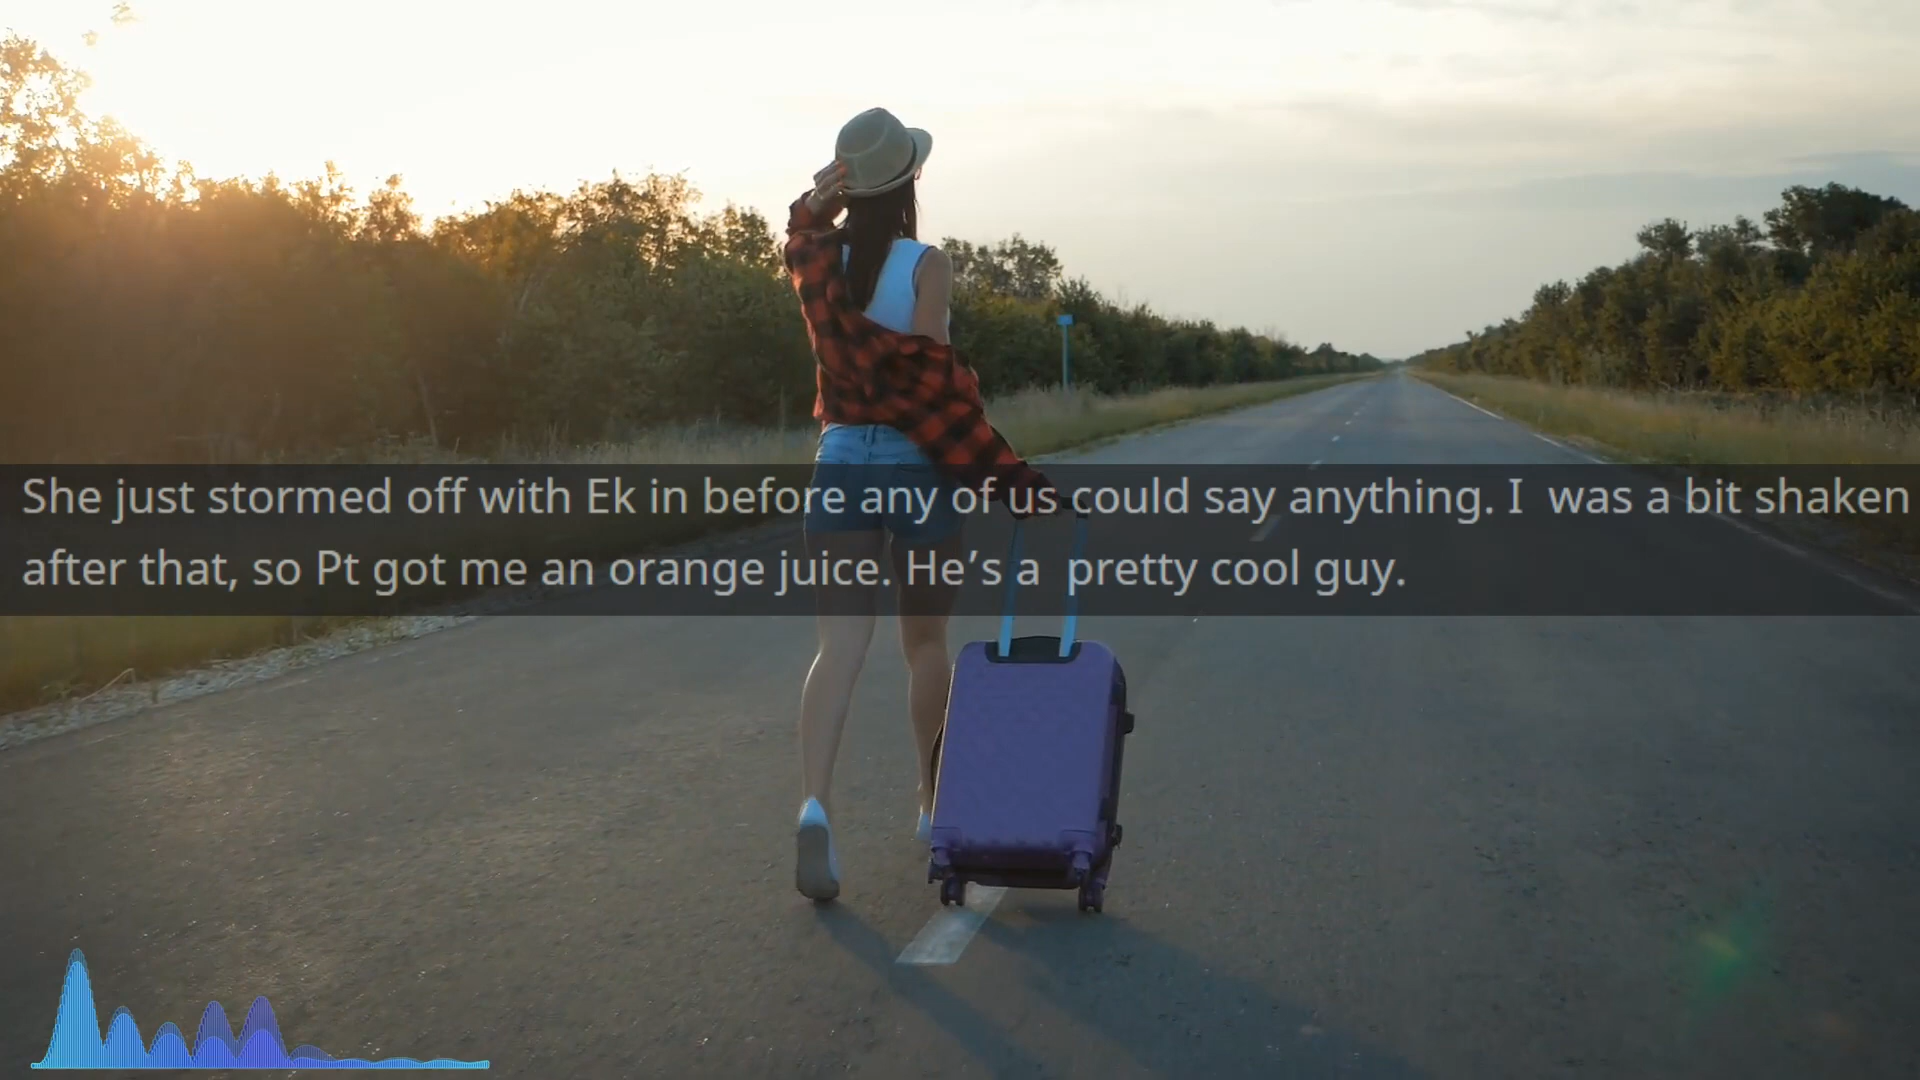 She just stormed off with Ek in before any of us could say anything. I  was a bit shaken
after that, so Pt got me an orange juice. He’s a  pretty cool guy.